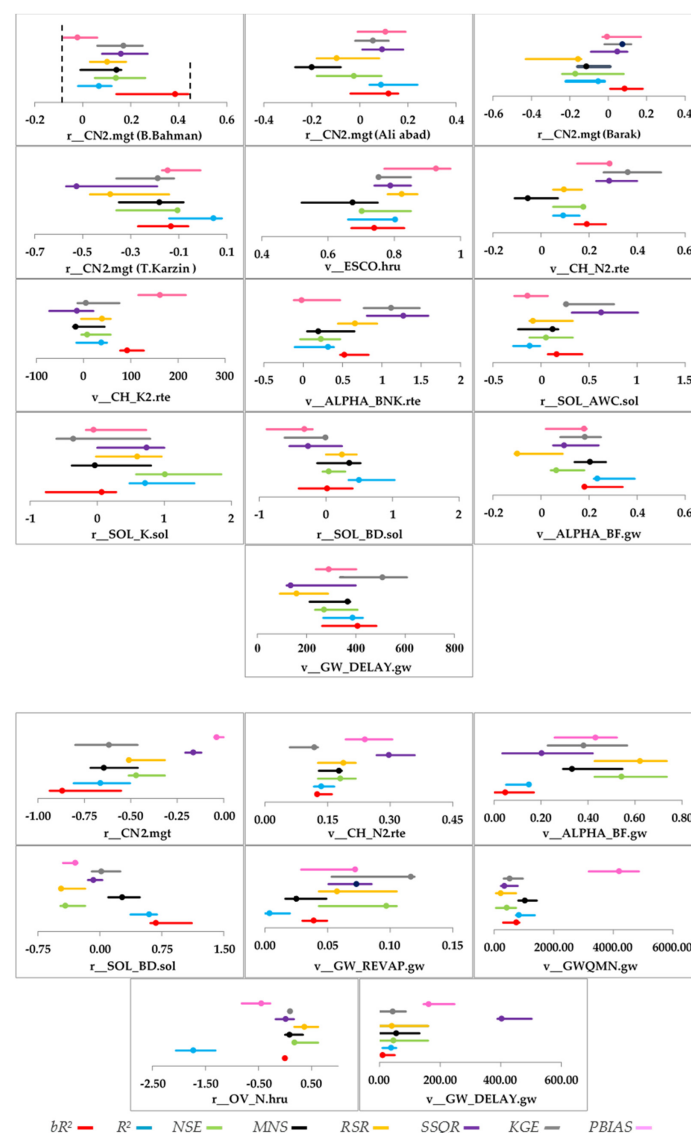 -0.2 0 0.2 0.4 0.6
r__CN2.mgt (B.Bahman)
-0.4 -0.2 0 0.2 0.4
r__CN2.mgt (Ali abad)
-0.6 -0.4 -0.2 0 0.2 0.4
r__CN2.mgt (Barak)
-0.7 -0.5 -0.3 -0.1 0.1
r__CN2.mgt (T.Karzin )
0.4 0.6 0.8 1
v__ESCO.hru
-0.2 0 0.2 0.4 0.6
v__CH_N2.rte
-100 0 100 200 300
v__CH_K2.rte
-0.5 0 0.5 1 1.5 2
v__ALPHA_BNK.rte
-0.5 0 0.5 1 1.5
r__SOL_AWC.sol
-1 0 1 2
r__SOL_K.sol
-1 0 1 2
r__SOL_BD.sol
-0.2 0 0.2 0.4 0.6
v__ALPHA_BF.gw
0 200 400 600 800
v__GW_DELAY.gw
-1.00 -0.75 -0.50 -0.25 0.00
r__CN2.mgt
0.00 0.15 0.30 0.45
v__CH_N2.rte
0.00 0.20 0.40 0.60 0.80
v__ALPHA_BF.gw
-0.75 0.00 0.75 1.50
r__SOL_BD.sol
0.00 0.05 0.10 0.15
v__GW_REVAP.gw
0.00 2000.00 4000.00 6000.00
v__GWQMN.gw
-2.50 -1.50 -0.50 0.50
r__OV_N.hru
0.00 200.00 400.00 600.00
v__GW_DELAY.gw
bR² R² NSE MNS RSR SSQR KGE PBIAS